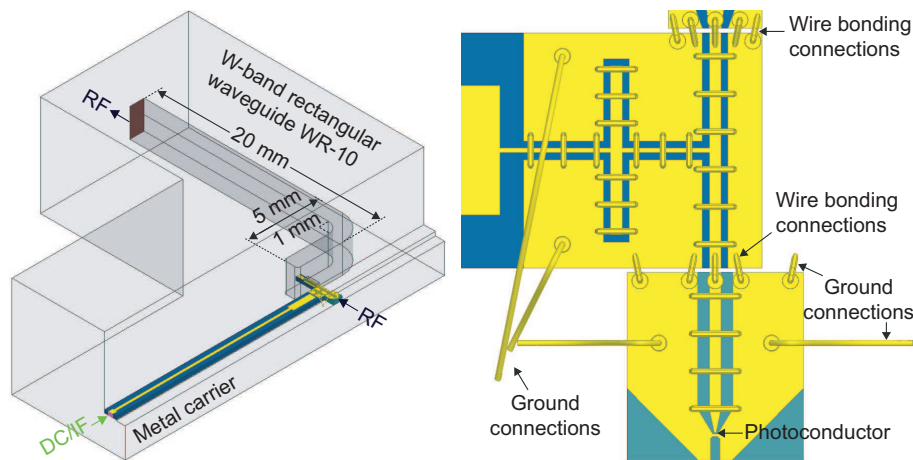 W-band rectangular
waveguide WR-10
RF
20 mm
5 mm
1 mm
RF
DC/IF
Metal carrier
Wire bonding
connections
Wire bonding
connections
Ground
connections
Ground
connections
Photoconductor